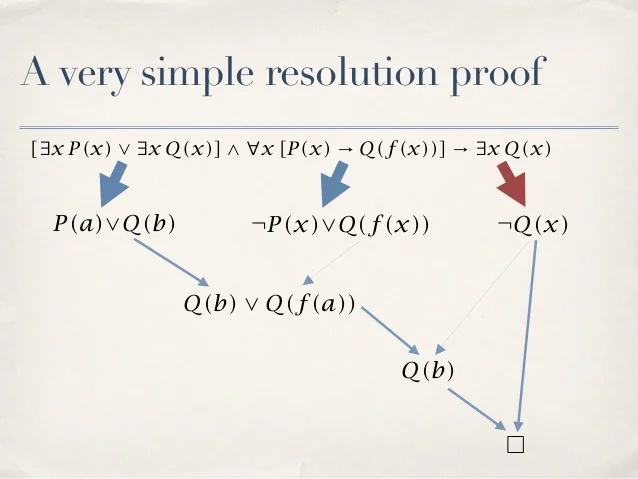 A very simple resolution proof
[∃x P(x) ∨ ∃x Q(x)] ∧ ∀x [P(x) → Q(f(x))] → ∃x Q(x)
P(a)∨Q(b) ¬P(x)∨Q(f(x)) ) ¬Q(x)
Q(b) ∨ Q(f(a)) )
Q(b)
□